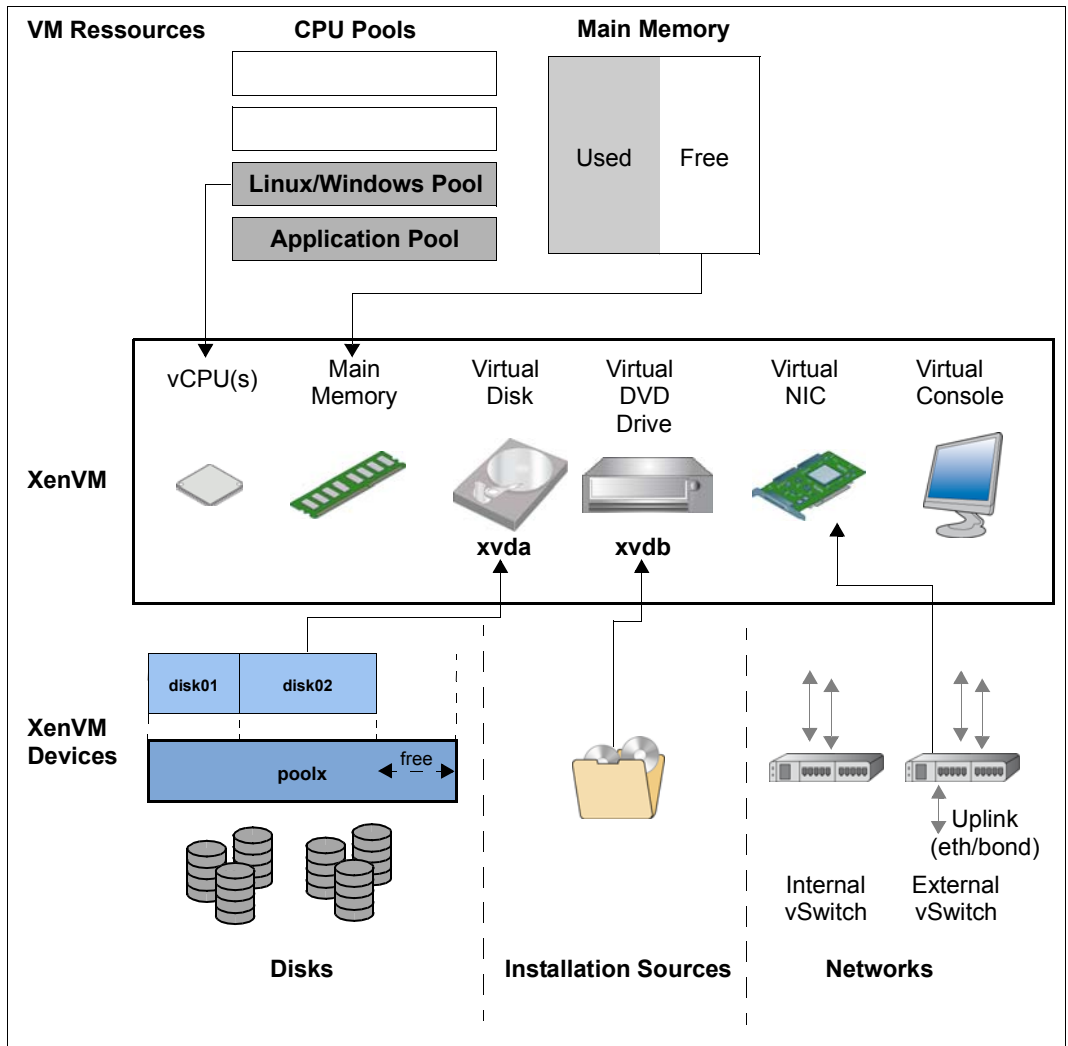 VM Ressources
CPU Pools
Main Memory
Used
Free
Linux/Windows Pool
Application Pool
vCPU(s)
Main
Memory
Virtual
Disk
Virtual
DVD
Drive
Virtual
NIC
Virtual
Console
XenVM
xvda
xvdb
disk01
disk02
XenVM
Devices
free
poolx
Uplink
(eth/bond)
Internal
vSwitch
External
vSwitch
Disks
Installation Sources
Networks